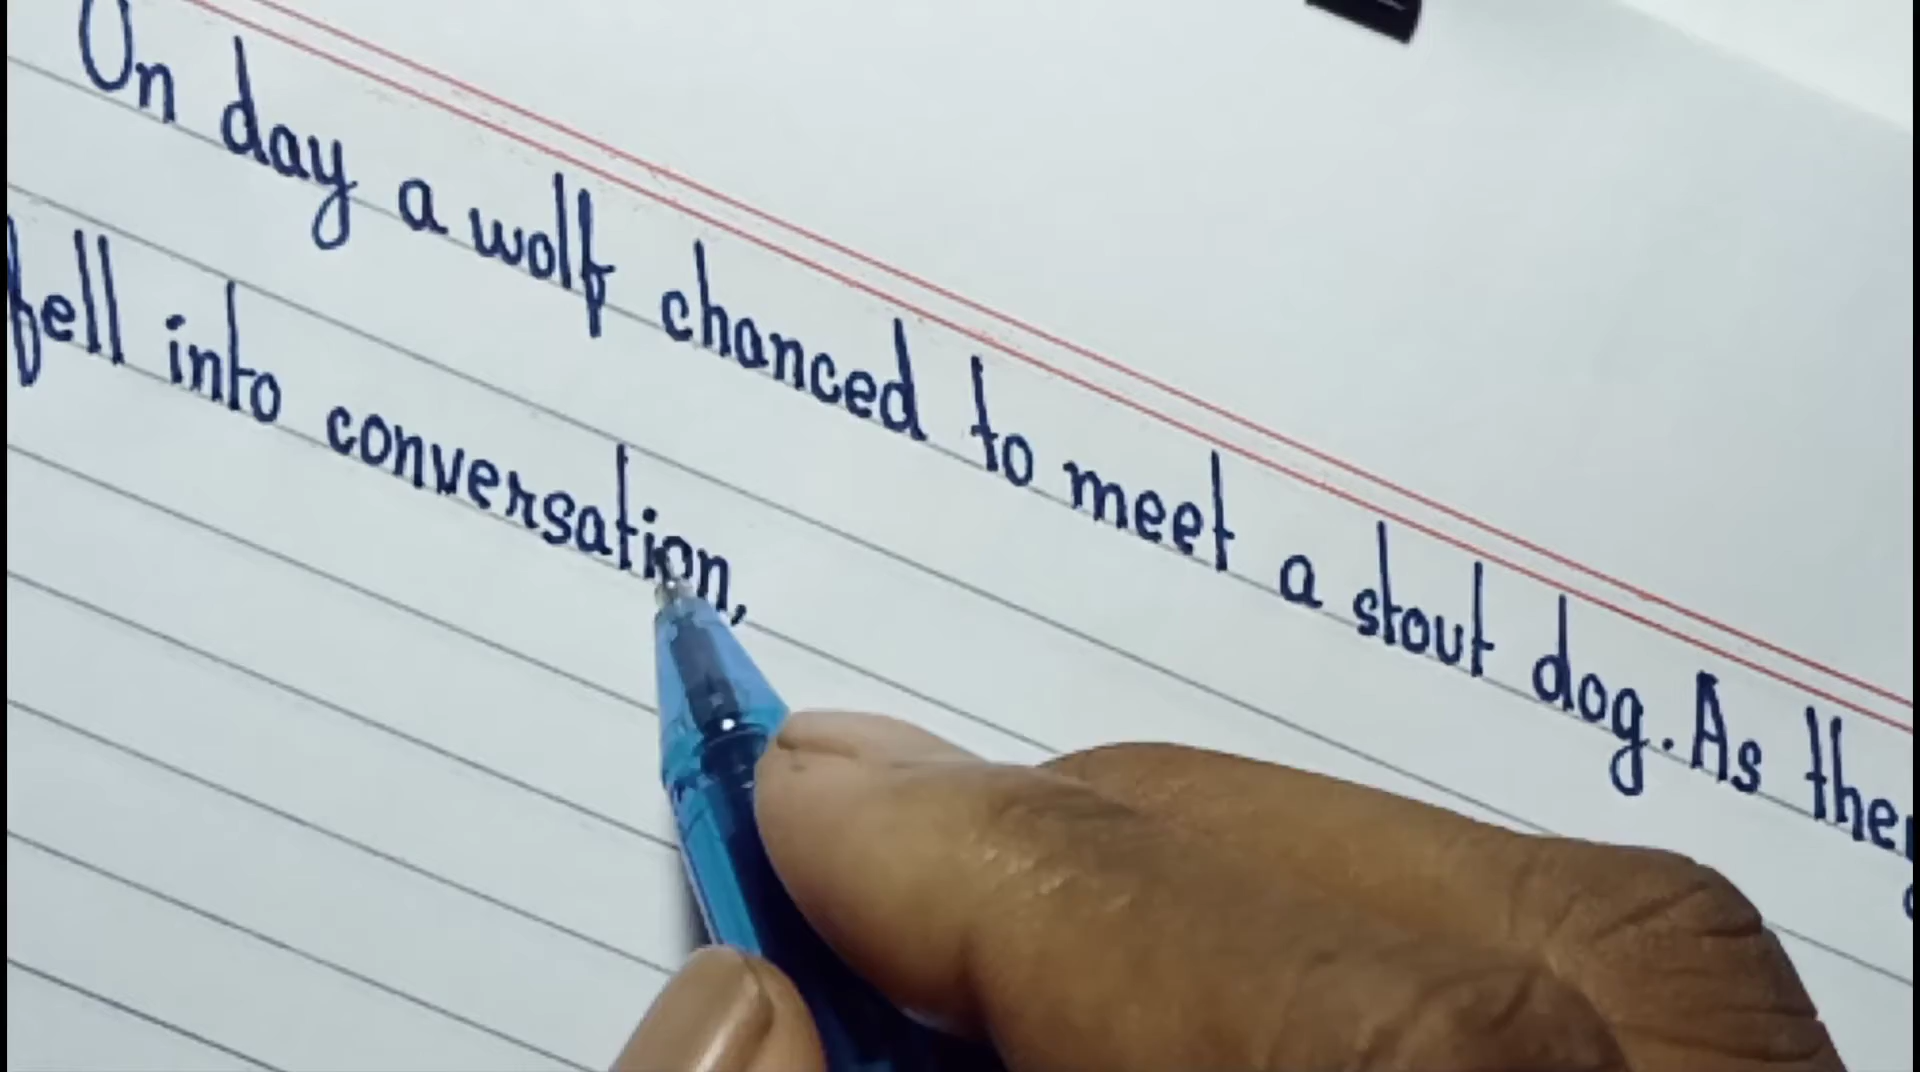 On day a wolf chanced to meet a stout dog. As the
fell into conversation,